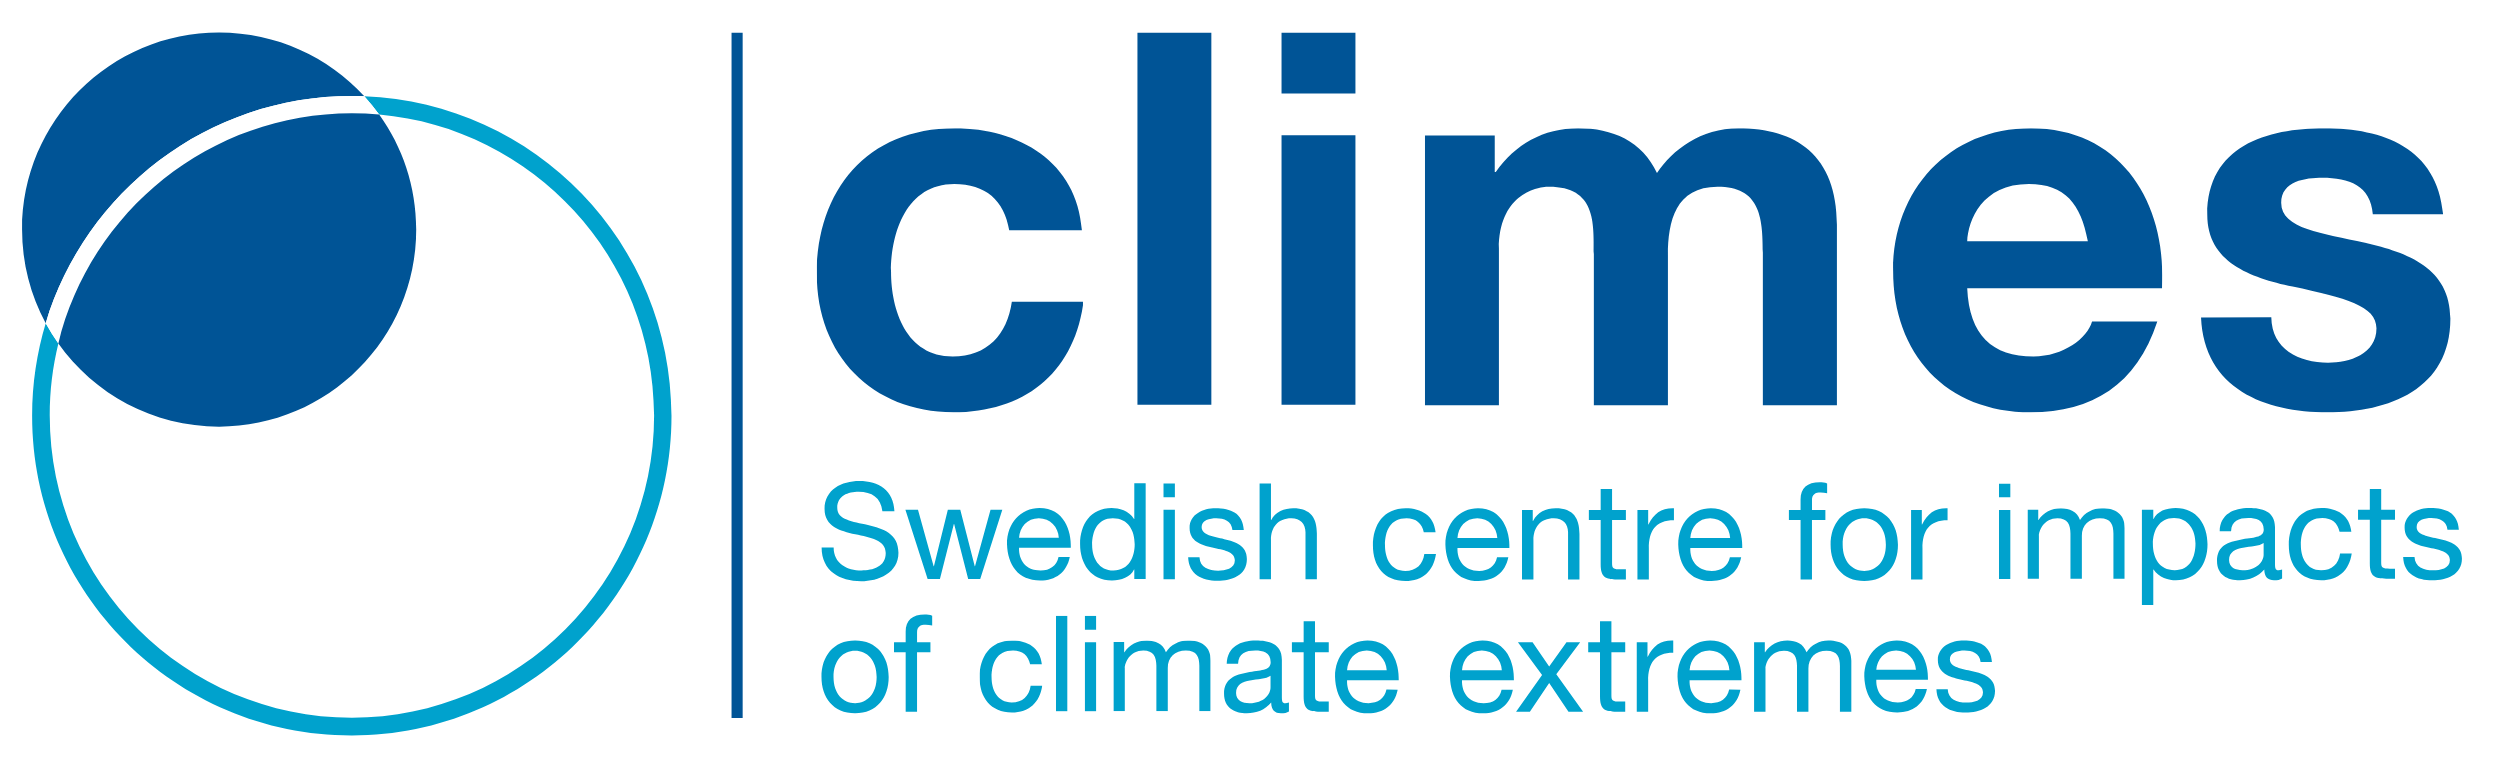 climes
Swedish centre for impacts
of climate extremes